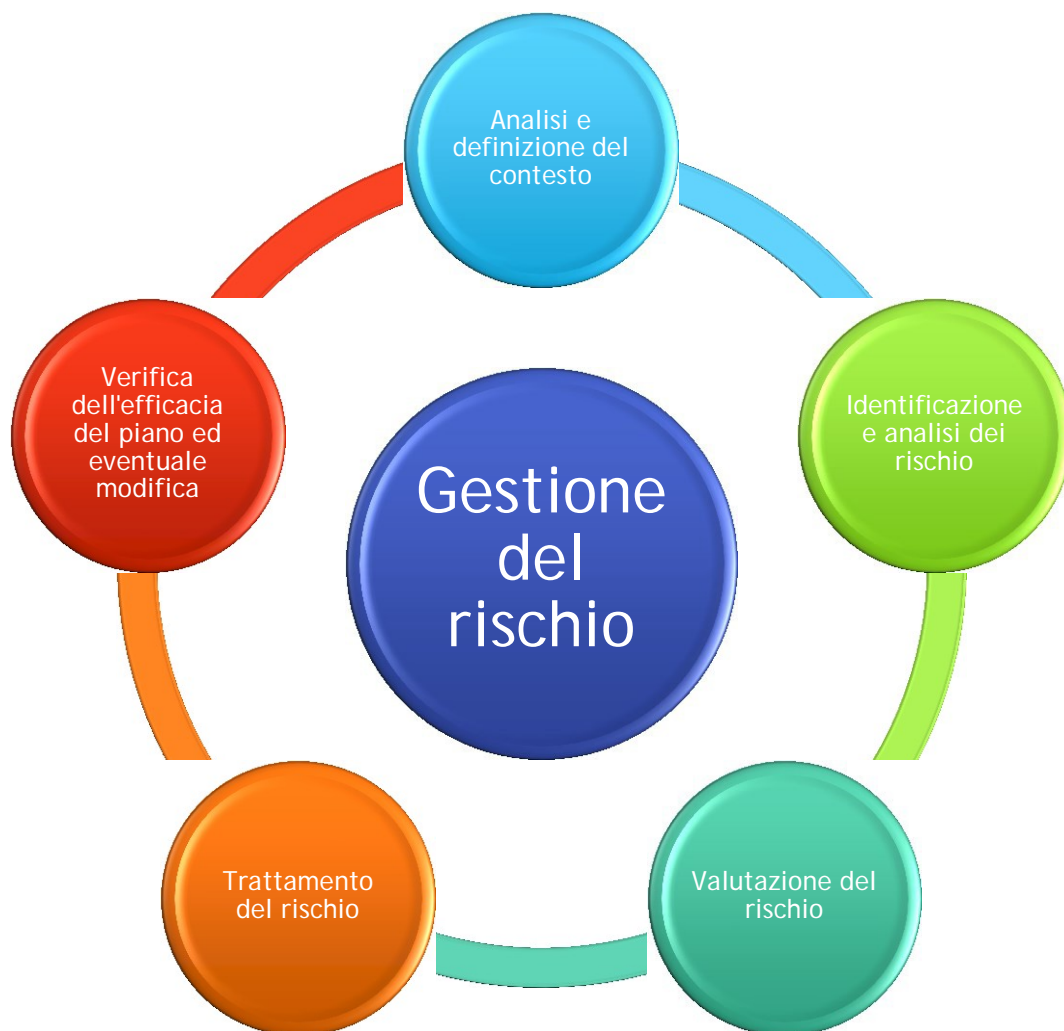 Analisi e
definizione del
contesto
Identificazione
e analisi dei
rischio
Valutazione del
rischio
Trattamento
del rischio
Verifica
dell'efficacia
del piano ed
eventuale
modifica
Gestione
del
rischio